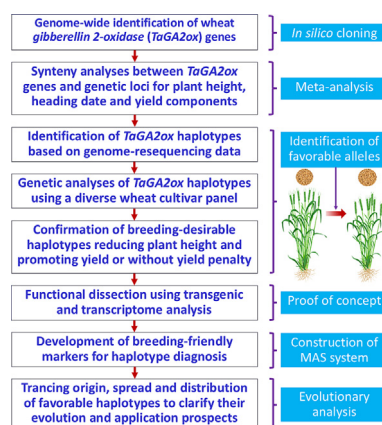 Genome-wide identification of wheat
gibberellin 2-oxidase (TaGA2ox) genes
In silico cloning
Synteny analyses between TaGA2ox
genes and genetic loci for plant height,
heading date and yield components
Meta-analysis
Identification of TaGA2ox haplotypes
based on genome-resequencing data
Identification of
favorable alleles
Genetic analyses of TaGA2ox haplotypes
using a diverse wheat cultivar panel
Confirmation of breeding-desirable
haplotypes reducing plant height and
promoting yield or without yield penalty
Functional dissection using transgenic
and transcriptome analysis
Proof of concept
Development of breeding-friendly
markers for haplotype diagnosis
Construction of
MAS system
Trancing origin, spread and distribution
of favorable haplotypes to clarify their
evolution and application prospects
Evolutionary
analysis